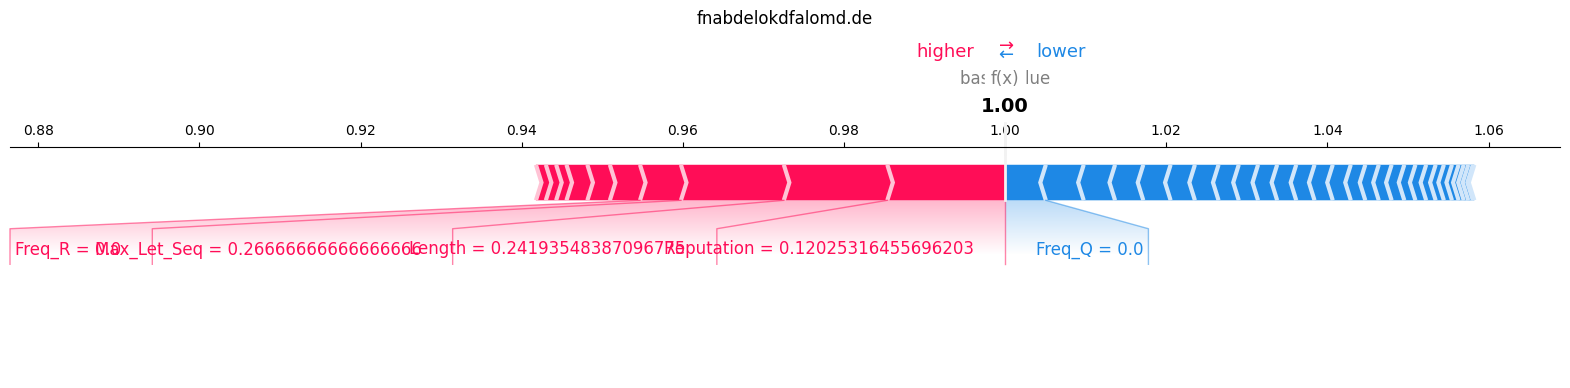 fnabdelokdfalomd.de
higher ⇄ lower
bas f(x) lue
1.00
0.88 0.90 0.92 0.94 0.96 0.98 1.00 1.02 1.04 1.06
Freq_R = 0.0 Max_Let_Seq = 0.26666666666666666 Length = 0.24193548387096775 Reputation = 0.12025316455696203 Freq_Q = 0.0